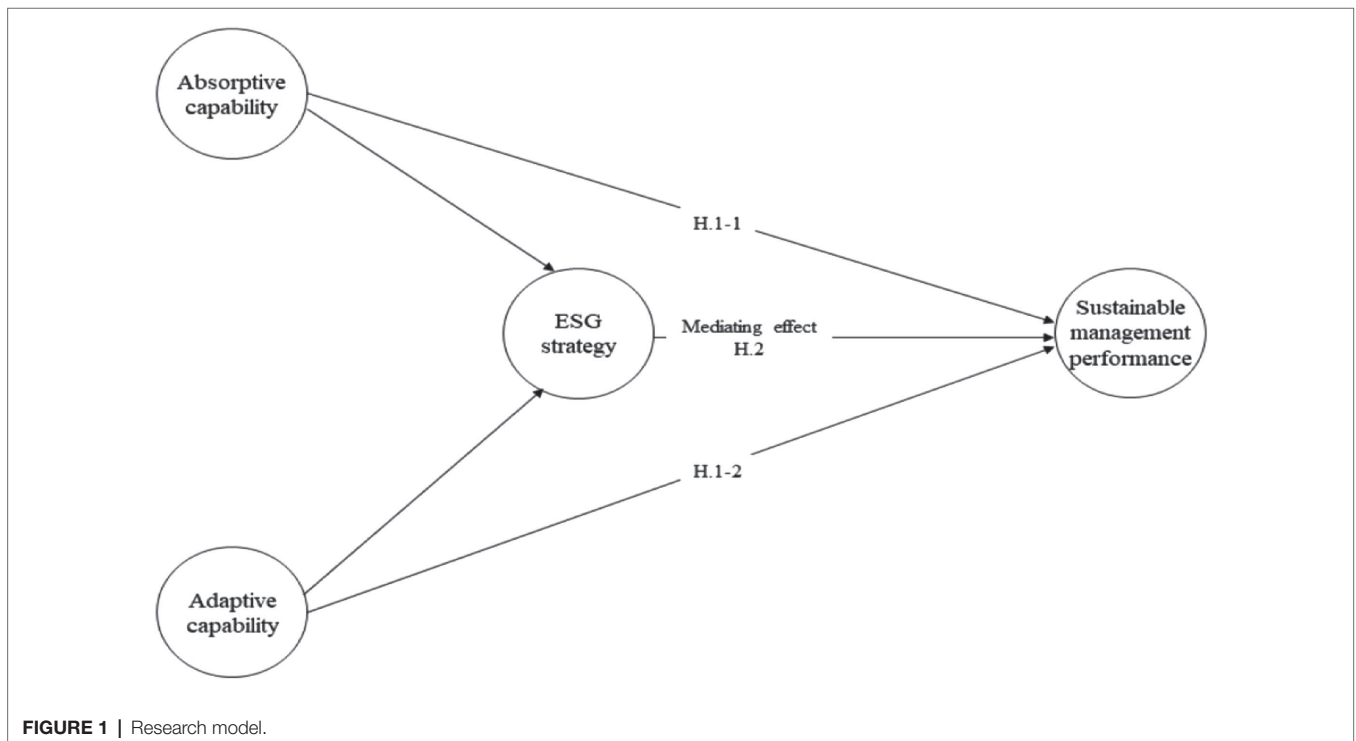 Absorptive
capability
H.1-1
ESG
strategy
Mediating effect
H.2
Sustainable
management
performance
H.1-2
Adaptive
capability
FIGURE 1 | Research model.